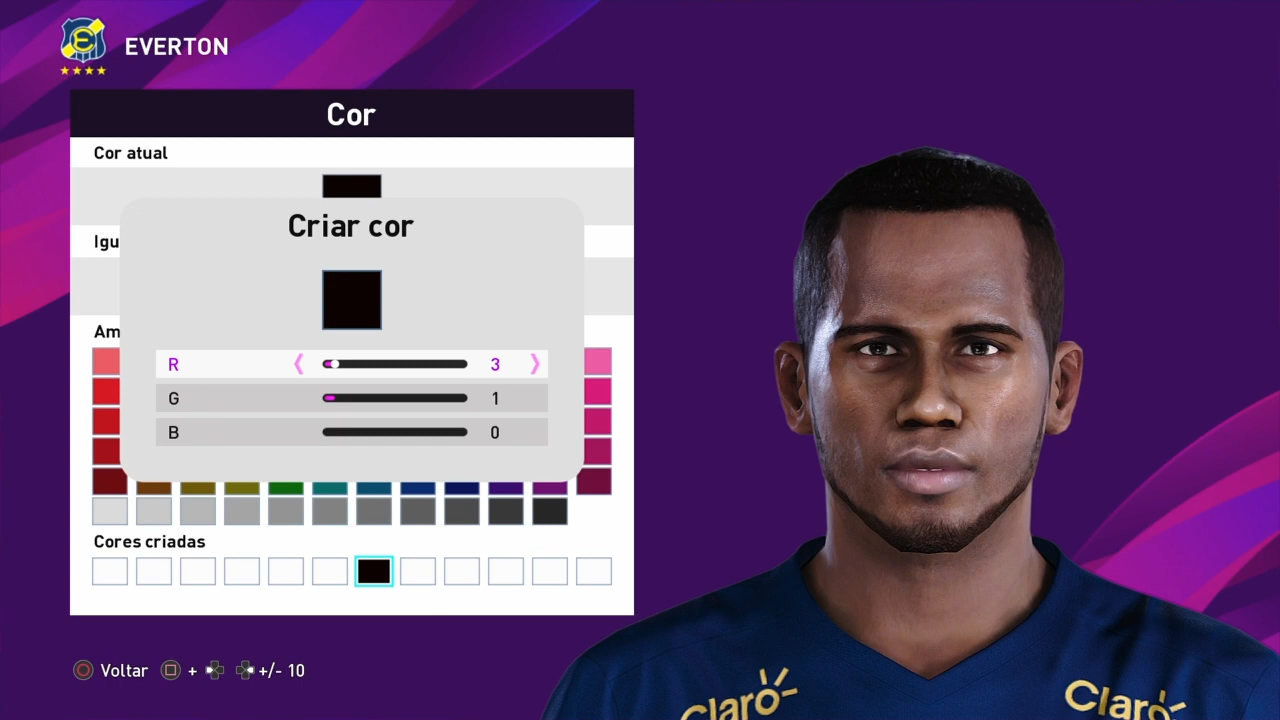 E
EVERTON
Cor
Cor atual
Criar cor
Igu
Am
R 3
G 1
B 0
Cores criadas
Voltar + +/- 10
Claro
Claro